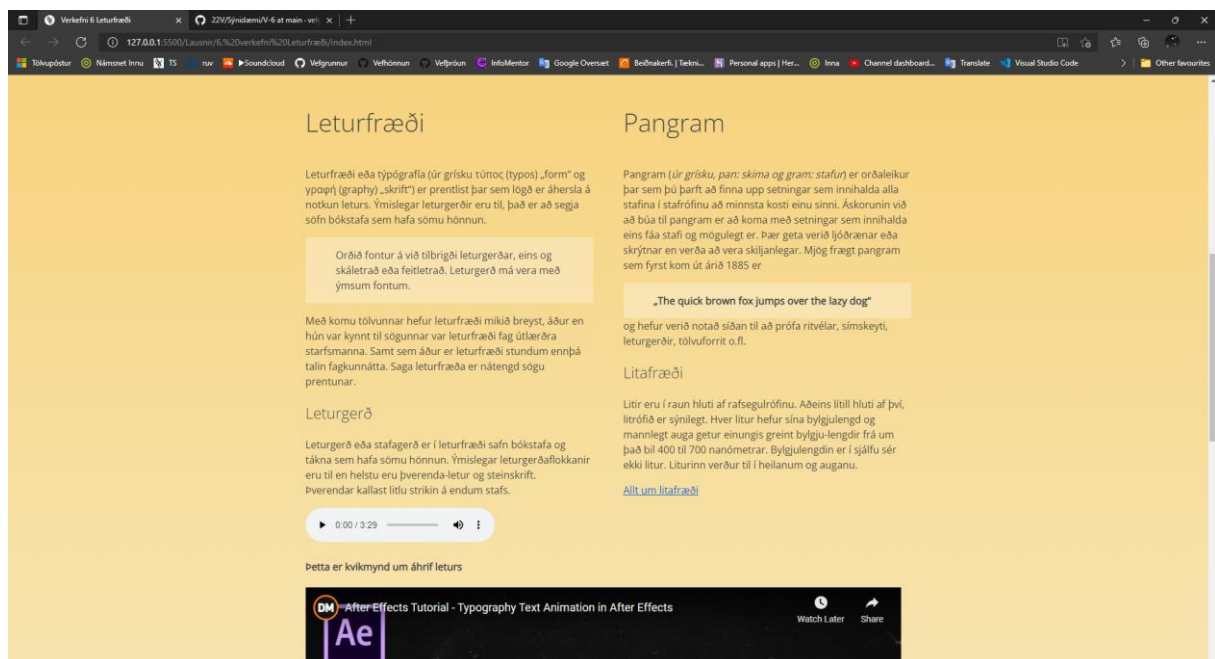 Verkefni 6 Leturfræði
22V/Sýnidæmi/V-6 at main · vef
127.0.0.1:5500/Lausnir/6.%20verkefni%20Leturfræði/index.html
Tölvupóstur Námsnet Innu TS ruv ►Soundcloud Vefgrunnur Vefhönnun Vefþróun InfoMentor Google Overset Beiðnakerfi. | Tækni... Personal apps | Her... Inna Channel dashboard... Translate Visual Studio Code Other favourites
Leturfræði
Leturfræði eða týpógrafía (úr grísku τύπος (typos) „form" og
γραφή (graphy) „skrift") er prentlist þar sem lögð er áhersla á
notkun leturs. Ýmislegar leturgerðir eru til, það er að segja
söfn bókstafa sem hafa sömu hönnun.
Orðið fontur á við tilbrigði leturgerðar, eins og
skáletrað eða feitletrað. Leturgerð má vera með
ýmsum fontum.
Með komu tölvunnar hefur leturfræði mikið breyst, áður en
hún var kynnt til sögunnar var leturfræði fag útlærðra
starfsmanna. Samt sem áður er leturfræði stundum ennþá
talin fagkunnátta. Saga leturfræða er nátengd sögu
prentunar.
Leturgerð
Leturgerð eða stafagerð er í leturfræði safn bókstafa og
tákna sem hafa sömu hönnun. Ýmislegar leturgerðaflokkanir
eru til en helstu eru þverenda-letur og steinskrift.
Þverendar kallast litlu strikin á endum stafs.
0:00 / 3:29
Pangram
Pangram (úr grísku, pan: skima og gram: stafur) er orðaleikur
þar sem þú þarft að finna upp setningar sem innihalda alla
stafina í stafrófinu að minnsta kosti einu sinni. Áskorunin við
að búa til pangram er að koma með setningar sem innihalda
eins fáa stafi og mögulegt er. Þær geta verið ljóðrænar eða
skrýtnar en verða að vera skiljanlegar. Mjög frægt pangram
sem fyrst kom út árið 1885 er
„The quick brown fox jumps over the lazy dog"
og hefur verið notað síðan til að prófa ritvélar, símskeyti,
leturgerðir, tölvuforrit o.fl.
Litafræði
Litir eru í raun hluti af rafsegulrófinu. Aðeins lítill hluti af því,
litrófið er sýnilegt. Hver litur hefur sína bylgjulengd og
mannlegt auga getur einungis greint bylgju-lengdir frá um
það bil 400 til 700 nanómetrar. Bylgjulengdin er í sjálfu sér
ekki litur. Liturinn verður til í heilanum og auganu.
Allt um litafræði
Þetta er kvikmynd um áhrif leturs
DM After Effects Tutorial - Typography Text Animation in After Effects
Watch Later Share
Ae